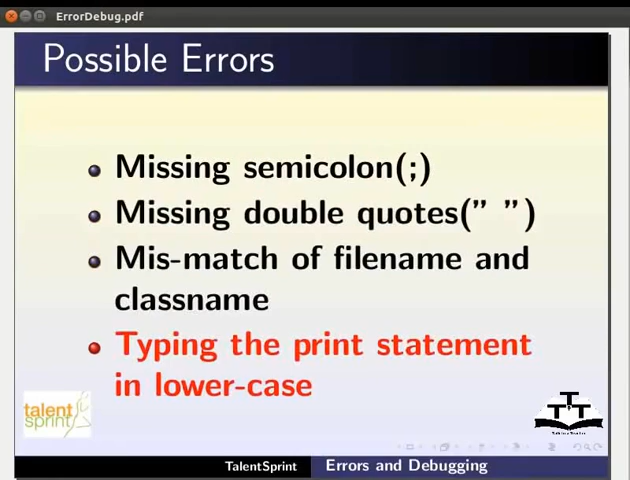 ErrorDebug.pdf
Possible Errors
Missing semicolon(;)
Missing double quotes(” ”)
Mis-match of filename and
classname
Typing the print statement
in lower-case
talent
sprint
TTT
TalentSprint
Errors and Debugging